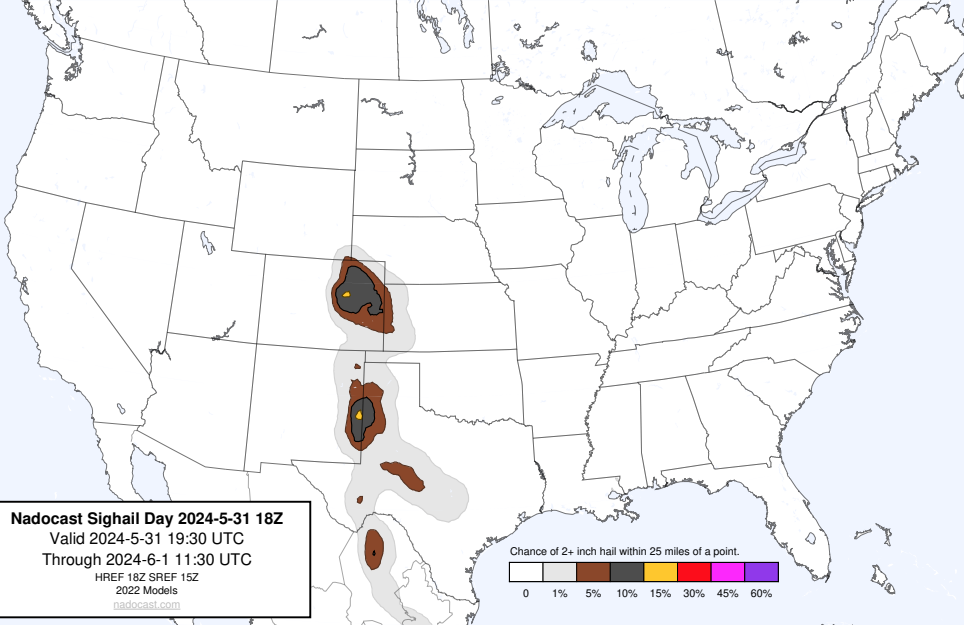 Nadocast Sighail Day 2024-5-31 18Z
Valid 2024-5-31 19:30 UTC
Through 2024-6-1 11:30 UTC
HREF 18Z SREF 15Z
2022 Models
nadocast.com
Chance of 2+ inch hail within 25 miles of a point.
0 1% 5% 10% 15% 30% 45% 60%